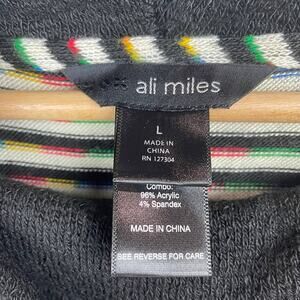 ali miles
L
MADE IN
CHINA
RN 127304
Combo:
96% Acrylic
4% Spandex
MADE IN CHINA
SEE REVERSE FOR CARE